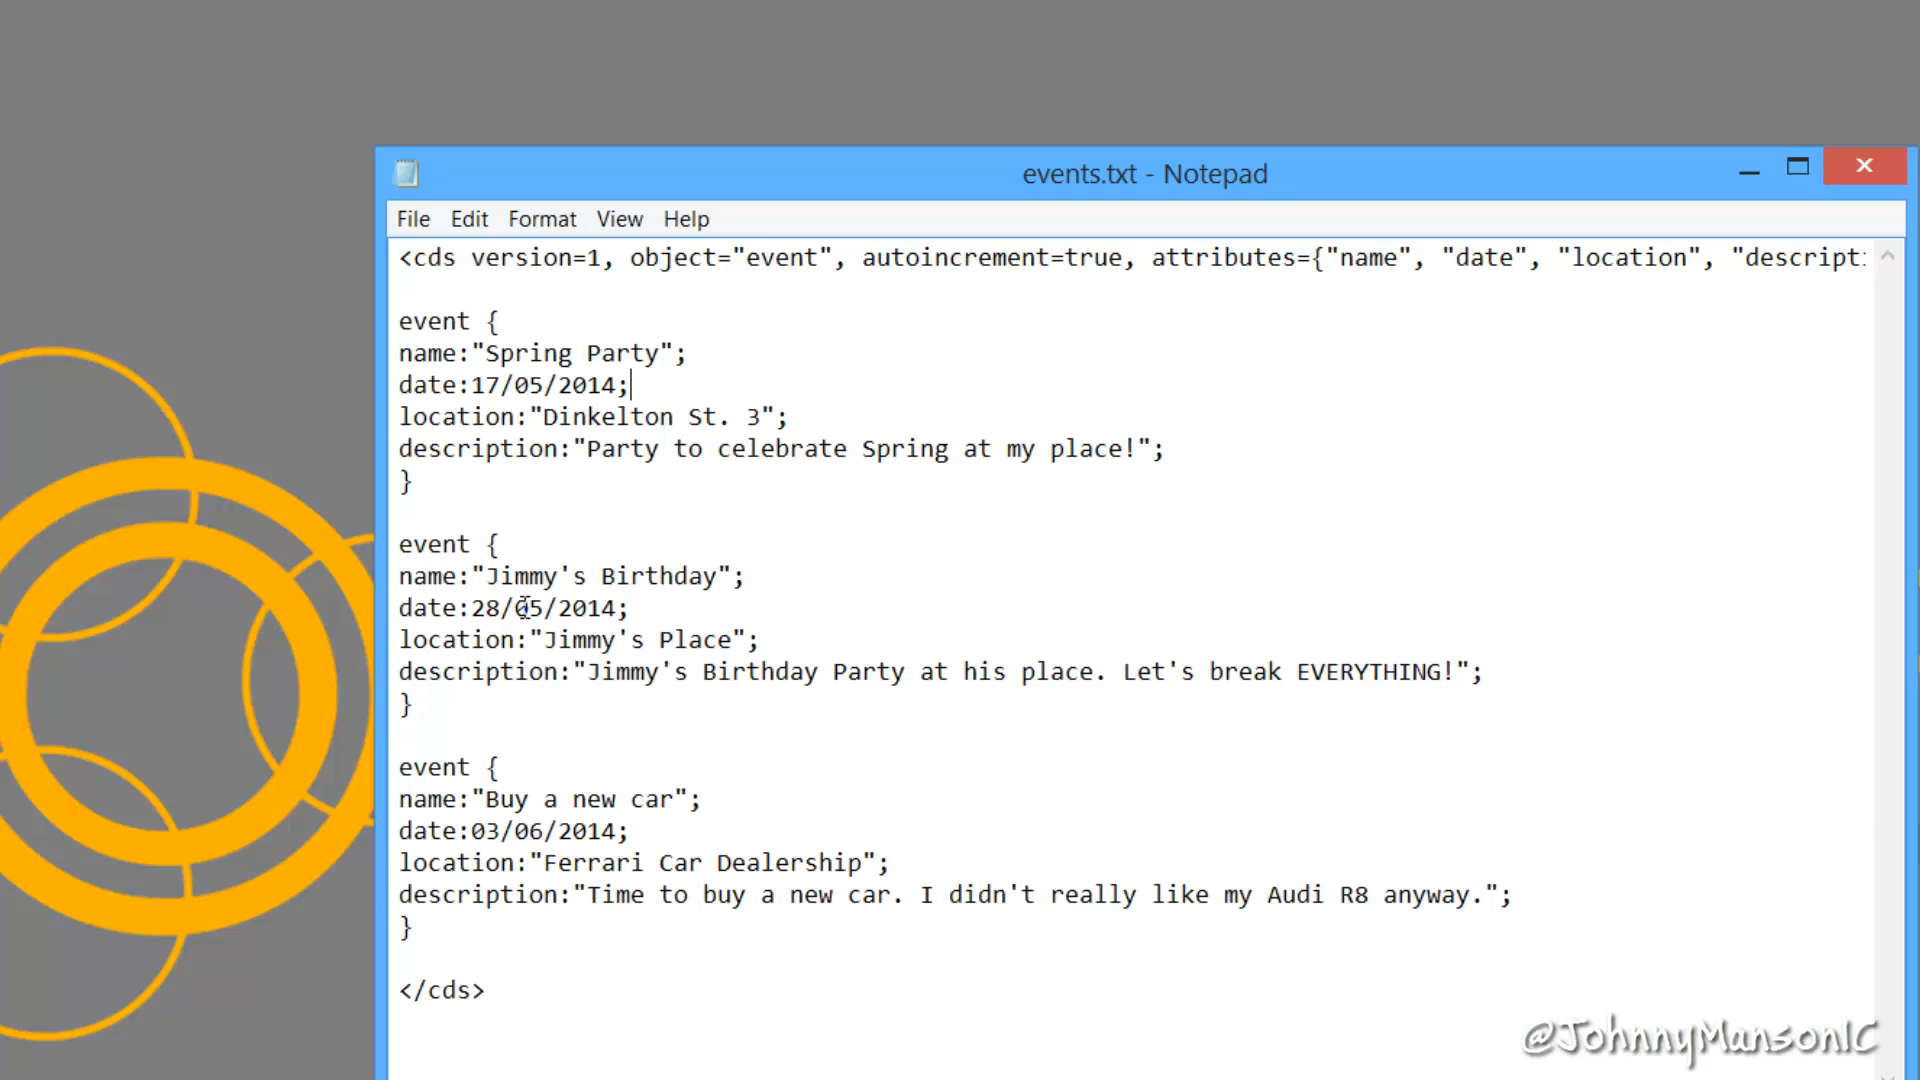 events.txt - Notepad
File Edit Format View Help
<cds version=1, object="event", autoincrement=true, attributes={"name", "date", "location", "descript
event {
name:"Spring Party";
date:17/05/2014;
location:"Dinkelton St. 3";
description:"Party to celebrate Spring at my place!";
}
event {
name:"Jimmy's Birthday";
date:28/05/2014;
location:"Jimmy's Place";
description:"Jimmy's Birthday Party at his place. Let's break EVERYTHING!";
}
event {
name:"Buy a new car";
date:03/06/2014;
location:"Ferrari Car Dealership";
description:"Time to buy a new car. I didn't really like my Audi R8 anyway.";
}
</cds>
@JohnnyMansonIC